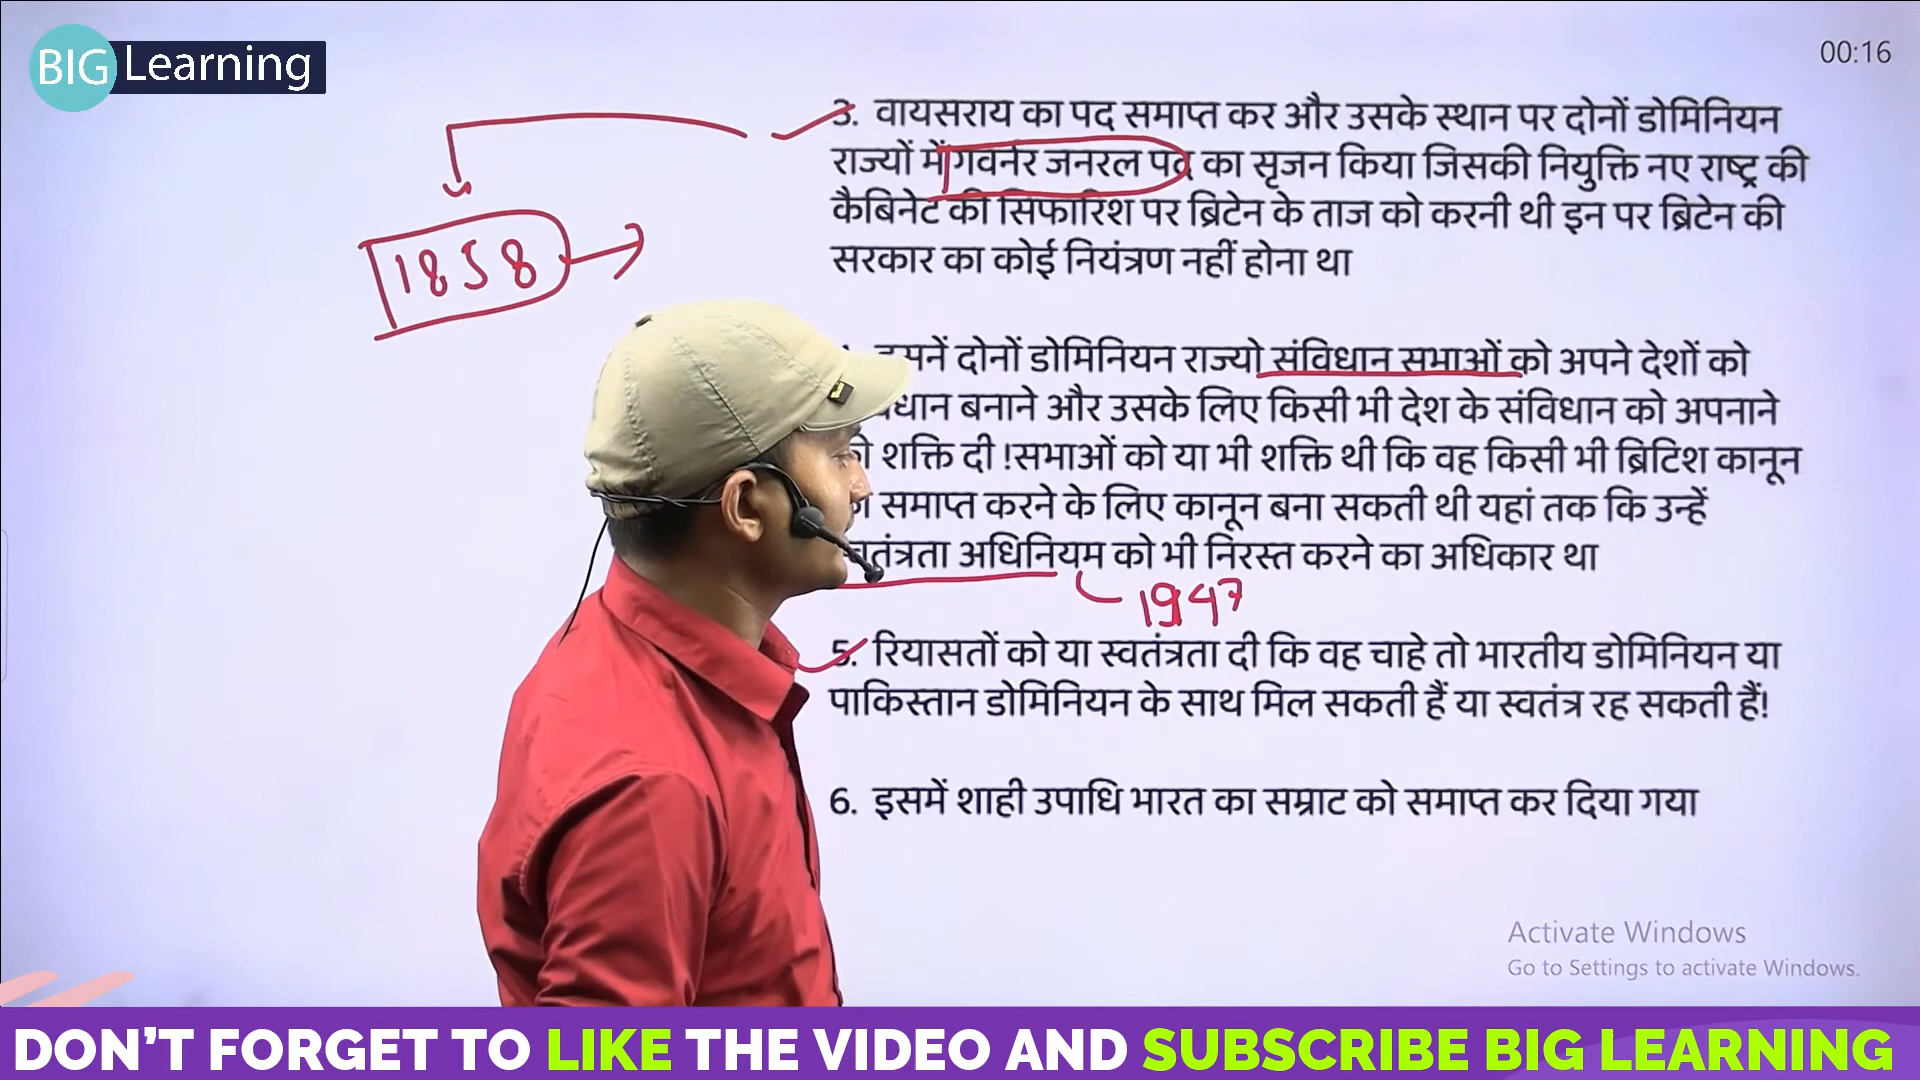 BIG Learning
00:16
3. वायसराय का पद समाप्त कर और उसके स्थान पर दोनों डोमिनियन
राज्यों में गवर्नर जनरल पद का सृजन किया जिसकी नियुक्ति नए राष्ट्र की
कैबिनेट की सिफारिश पर ब्रिटेन के ताज को करनी थी इन पर ब्रिटेन की
सरकार का कोई नियंत्रण नहीं होना था
1858
दोनों डोमिनियन राज्यो संविधान सभाओं को अपने देशों को
बनाने और उसके लिए किसी भी देश के संविधान को अपनाने
शक्ति दी !सभाओं को या भी शक्ति थी कि वह किसी भी ब्रिटिश कानून
समाप्त करने के लिए कानून बना सकती थी यहां तक कि उन्हें
अधिनियम को भी निरस्त करने का अधिकार था
1947
5. रियासतों को या स्वतंत्रता दी कि वह चाहे तो भारतीय डोमिनियन या
पाकिस्तान डोमिनियन के साथ मिल सकती हैं या स्वतंत्र रह सकती हैं!
6. इसमें शाही उपाधि भारत का सम्राट को समाप्त कर दिया गया
Activate Windows
Go to Settings to activate Windows.
DON'T FORGET TO LIKE THE VIDEO AND SUBSCRIBE BIG LEARNING